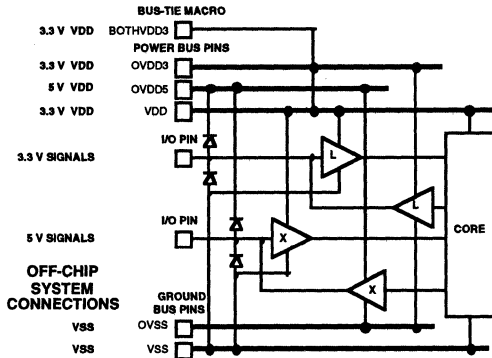 BUS-TIE MACRO
3.3 V VDD BOTHVDD3
POWER BUS PINS
3.3 V VDD OVDD3
5 V VDD OVDD5
3.3 V VDD VDD
I/O PIN
3.3 V SIGNALS
L
L
I/O PIN
CORE
5 V SIGNALS
X
X
OFF-CHIP
SYSTEM
CONNECTIONS
GROUND
BUS PINS
VSS OVSS
VSS VSS